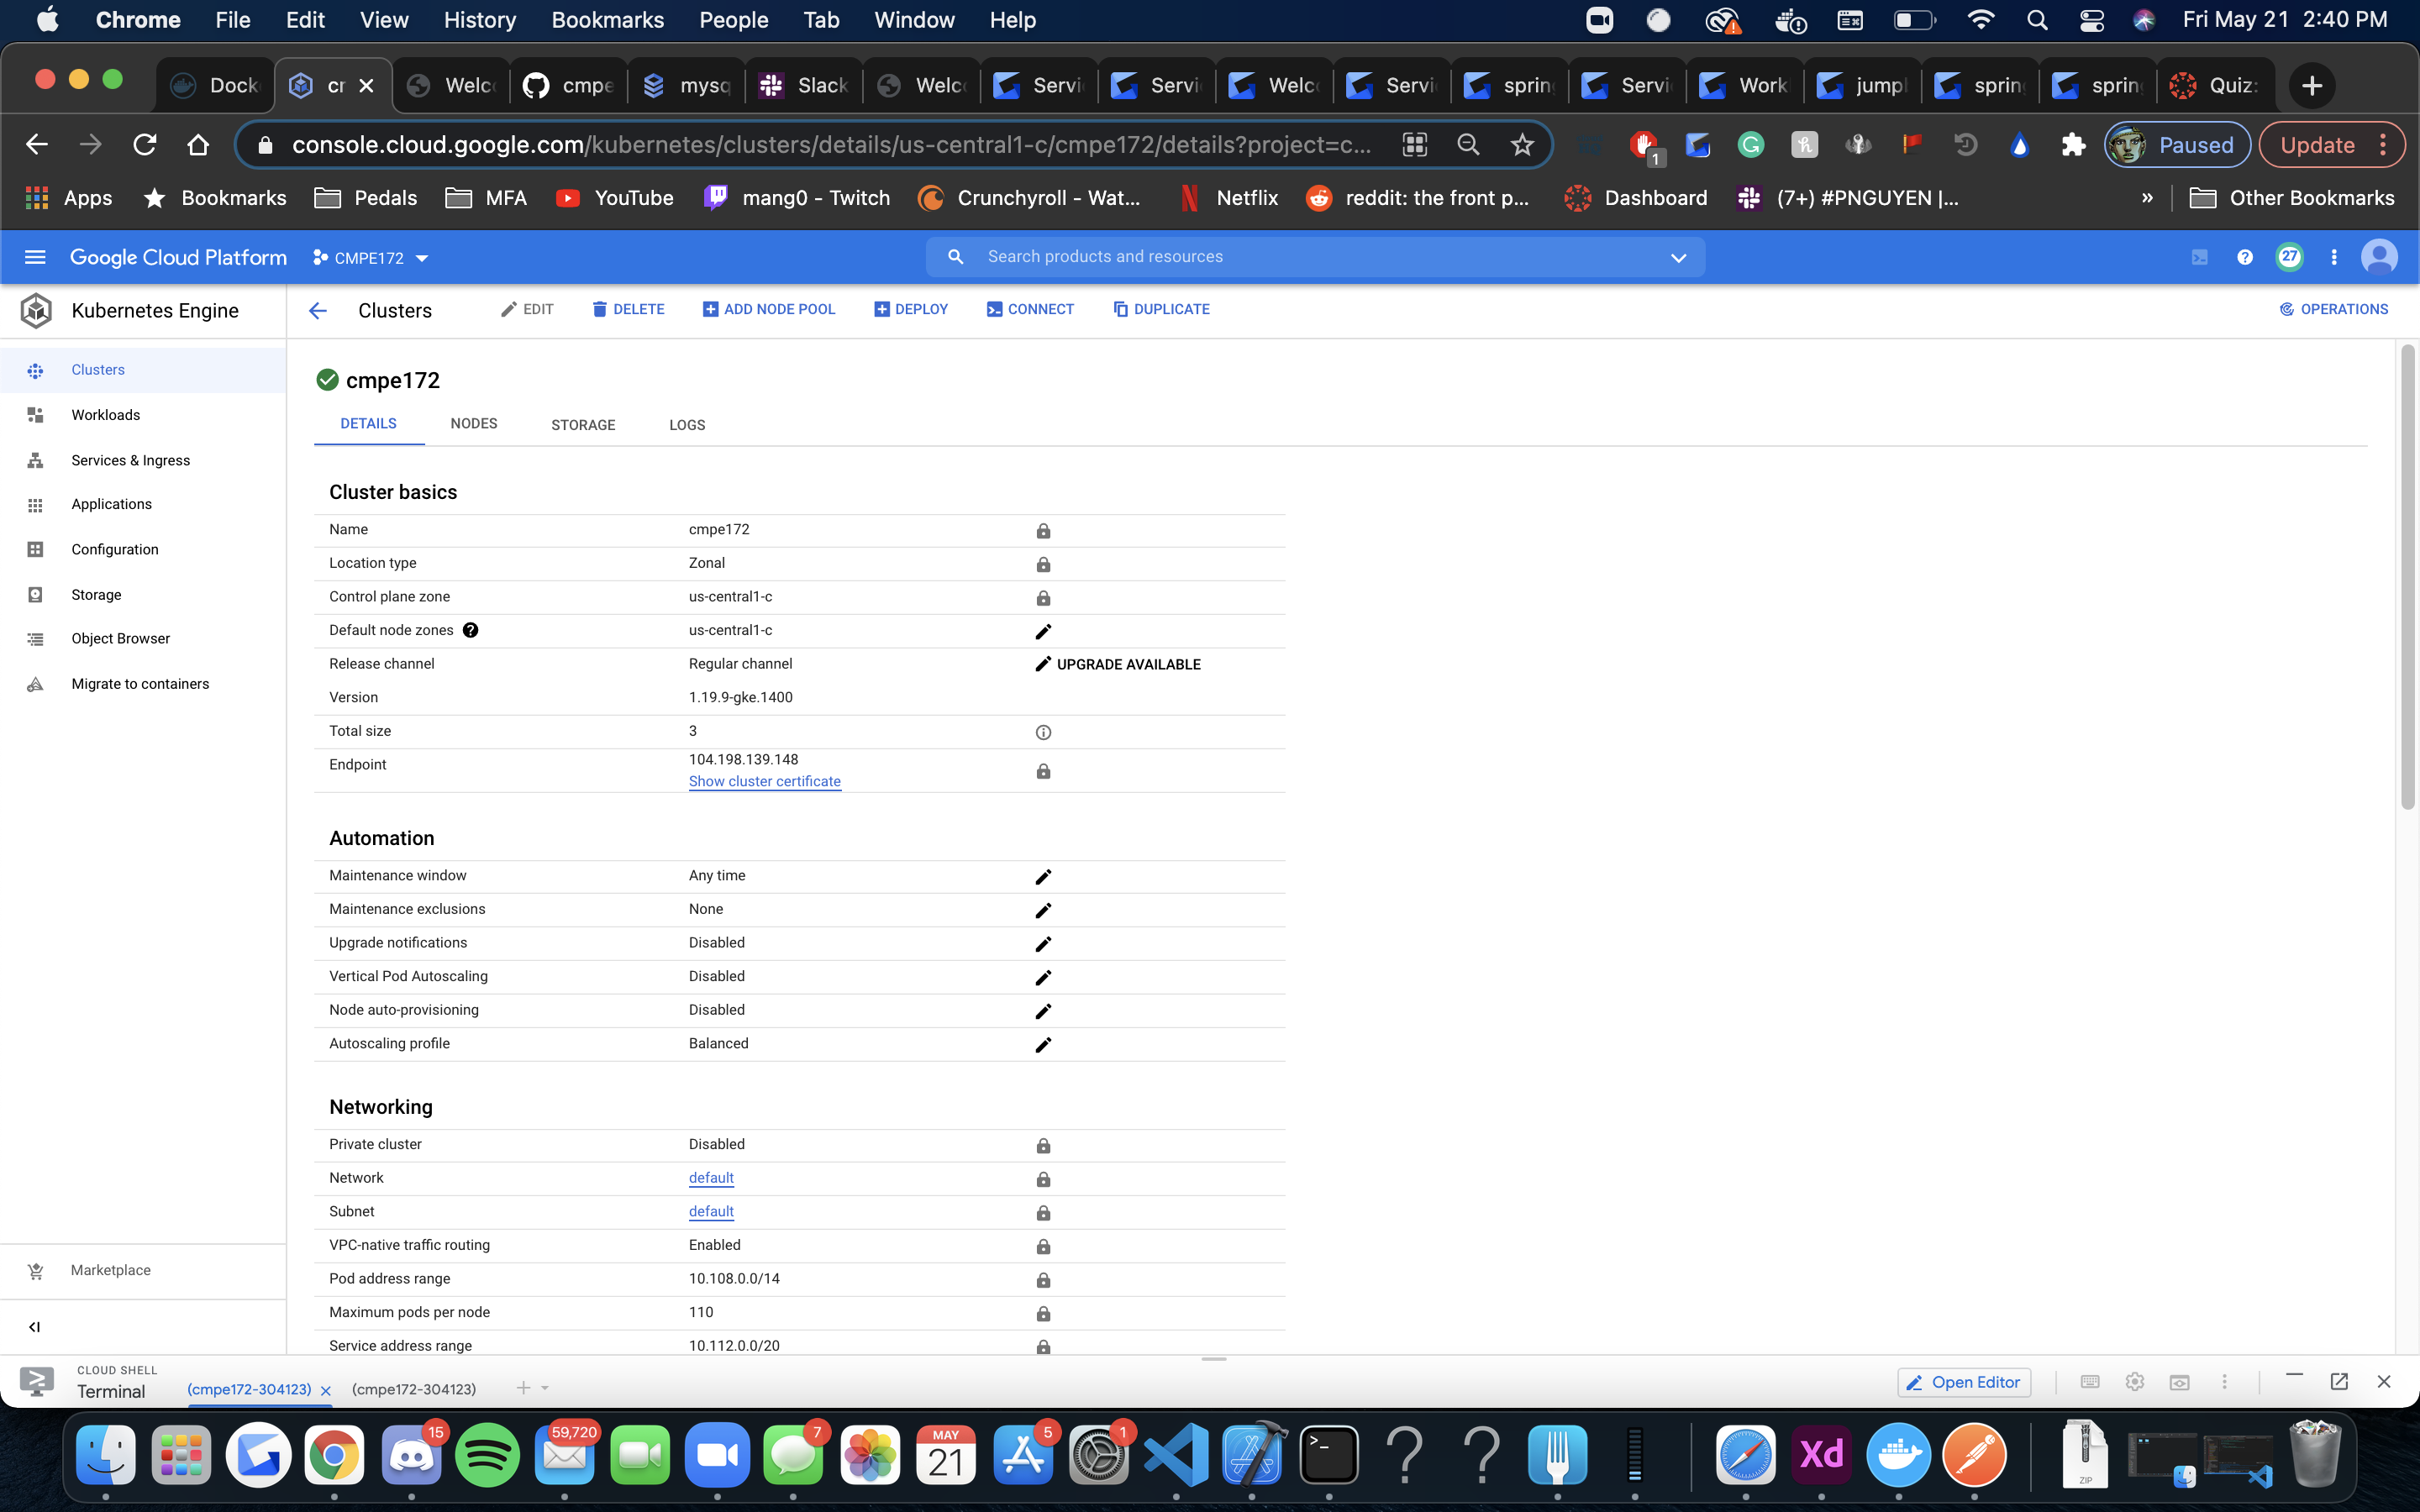 Chrome File Edit View History Bookmarks People Tab Window Help Fri May 21 2:40 PM
Dock cr Welc cmpe mysq Slack Welc Servi Servi Welc Servi spring Servi Work jumpl spring spring Quiz:
console.cloud.google.com/kubernetes/clusters/details/us-central1-c/cmpe172/details?project=c... 1 Paused Update
Apps Bookmarks Pedals MFA YouTube mang0 - Twitch Crunchyroll - Wat... Netflix reddit: the front p... Dashboard (7+) #PNGUYEN |... » Other Bookmarks
Google Cloud Platform CMPE172 Search products and resources 27
Kubernetes Engine
Clusters EDIT DELETE ADD NODE POOL DEPLOY CONNECT DUPLICATE OPERATIONS
Clusters
Workloads
Services & Ingress
Applications
Configuration
Storage
Object Browser
Migrate to containers
Marketplace
cmpe172
DETAILS NODES STORAGE LOGS
Cluster basics
Name cmpe172
Location type Zonal
Control plane zone us-central1-c
Default node zones us-central1-c
Release channel Regular channel UPGRADE AVAILABLE
Version 1.19.9-gke.1400
Total size 3
Endpoint 104.198.139.148
Show cluster certificate
Automation
Maintenance window Any time
Maintenance exclusions None
Upgrade notifications Disabled
Vertical Pod Autoscaling Disabled
Node auto-provisioning Disabled
Autoscaling profile Balanced
Networking
Private cluster Disabled
Network default
Subnet default
VPC-native traffic routing Enabled
Pod address range 10.108.0.0/14
Maximum pods per node 110
Service address range 10.112.0.0/20
CLOUD SHELL
Terminal (cmpe172-304123) (cmpe172-304123) Open Editor
15 59,720 7 MAY 21 5 1 >_ ? ? Xd ZIP